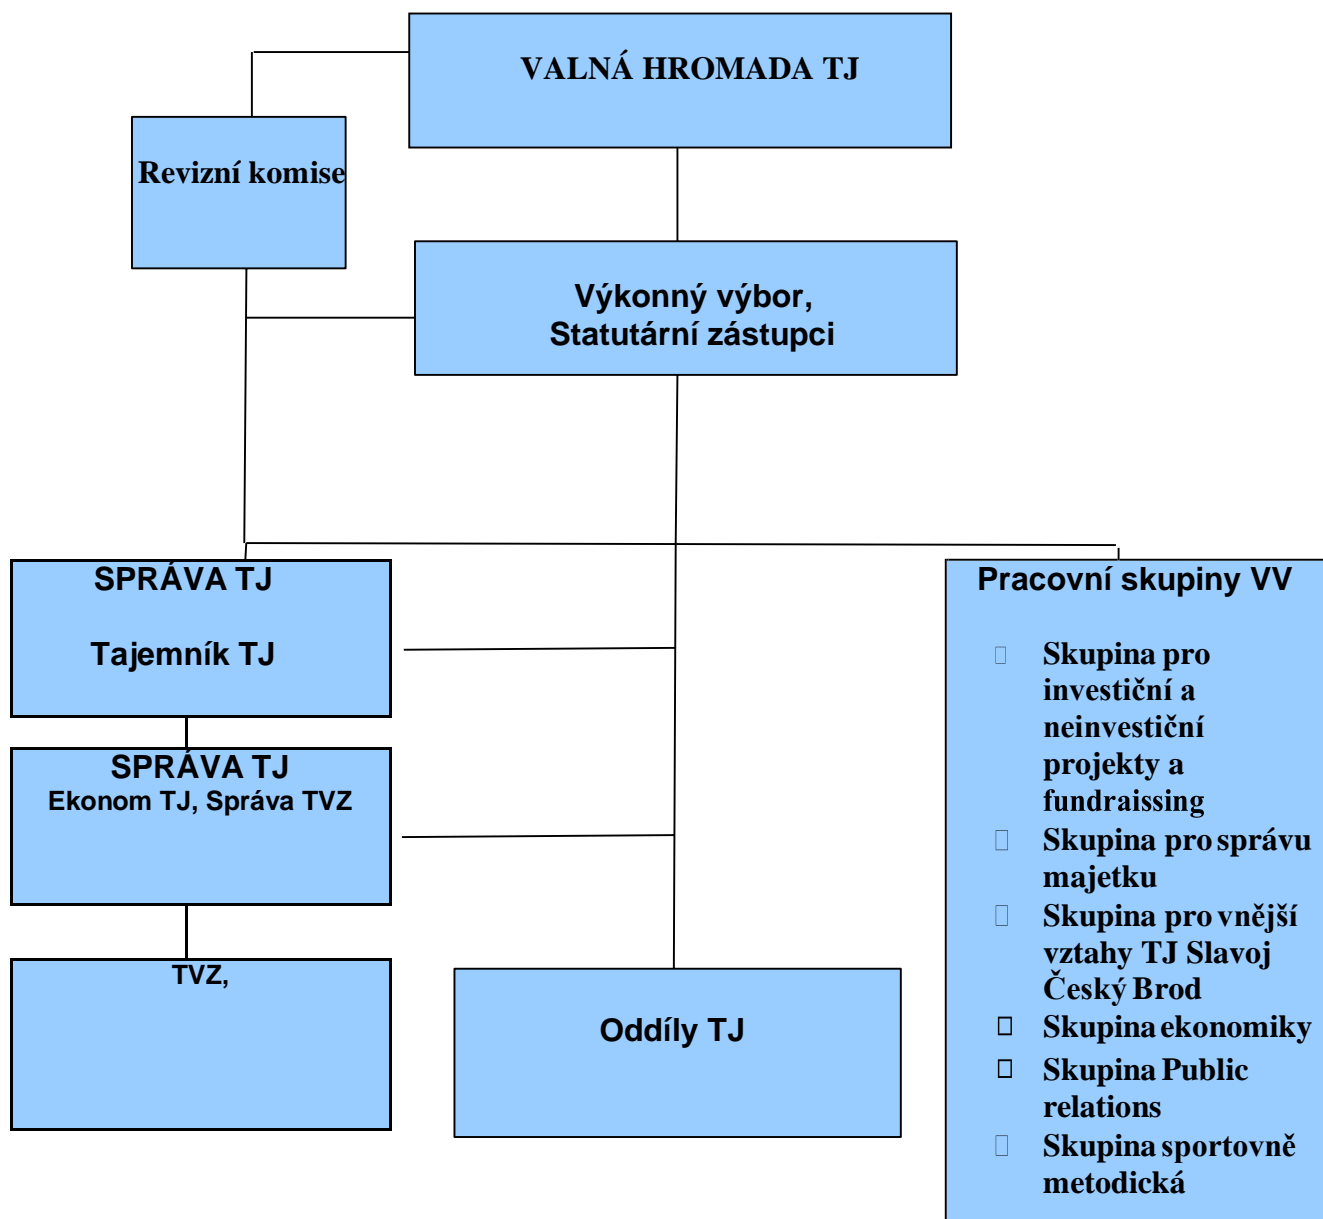 VALNÁ HROMADA TJ
Revizní komise
Výkonný výbor,
Statutární zástupci
SPRÁVA TJ
Tajemník TJ
SPRÁVA TJ
Ekonom TJ, Správa TVZ
TVZ,
Oddíly TJ
Pracovní skupiny VV
Skupina pro
investiční a
neinvestiční
projekty a
fundraissing
Skupina pro správu
majetku
Skupina pro vnější
vztahy TJ Slavoj
Český Brod
Skupina ekonomiky
Skupina Public
relations
Skupina sportovně
metodická